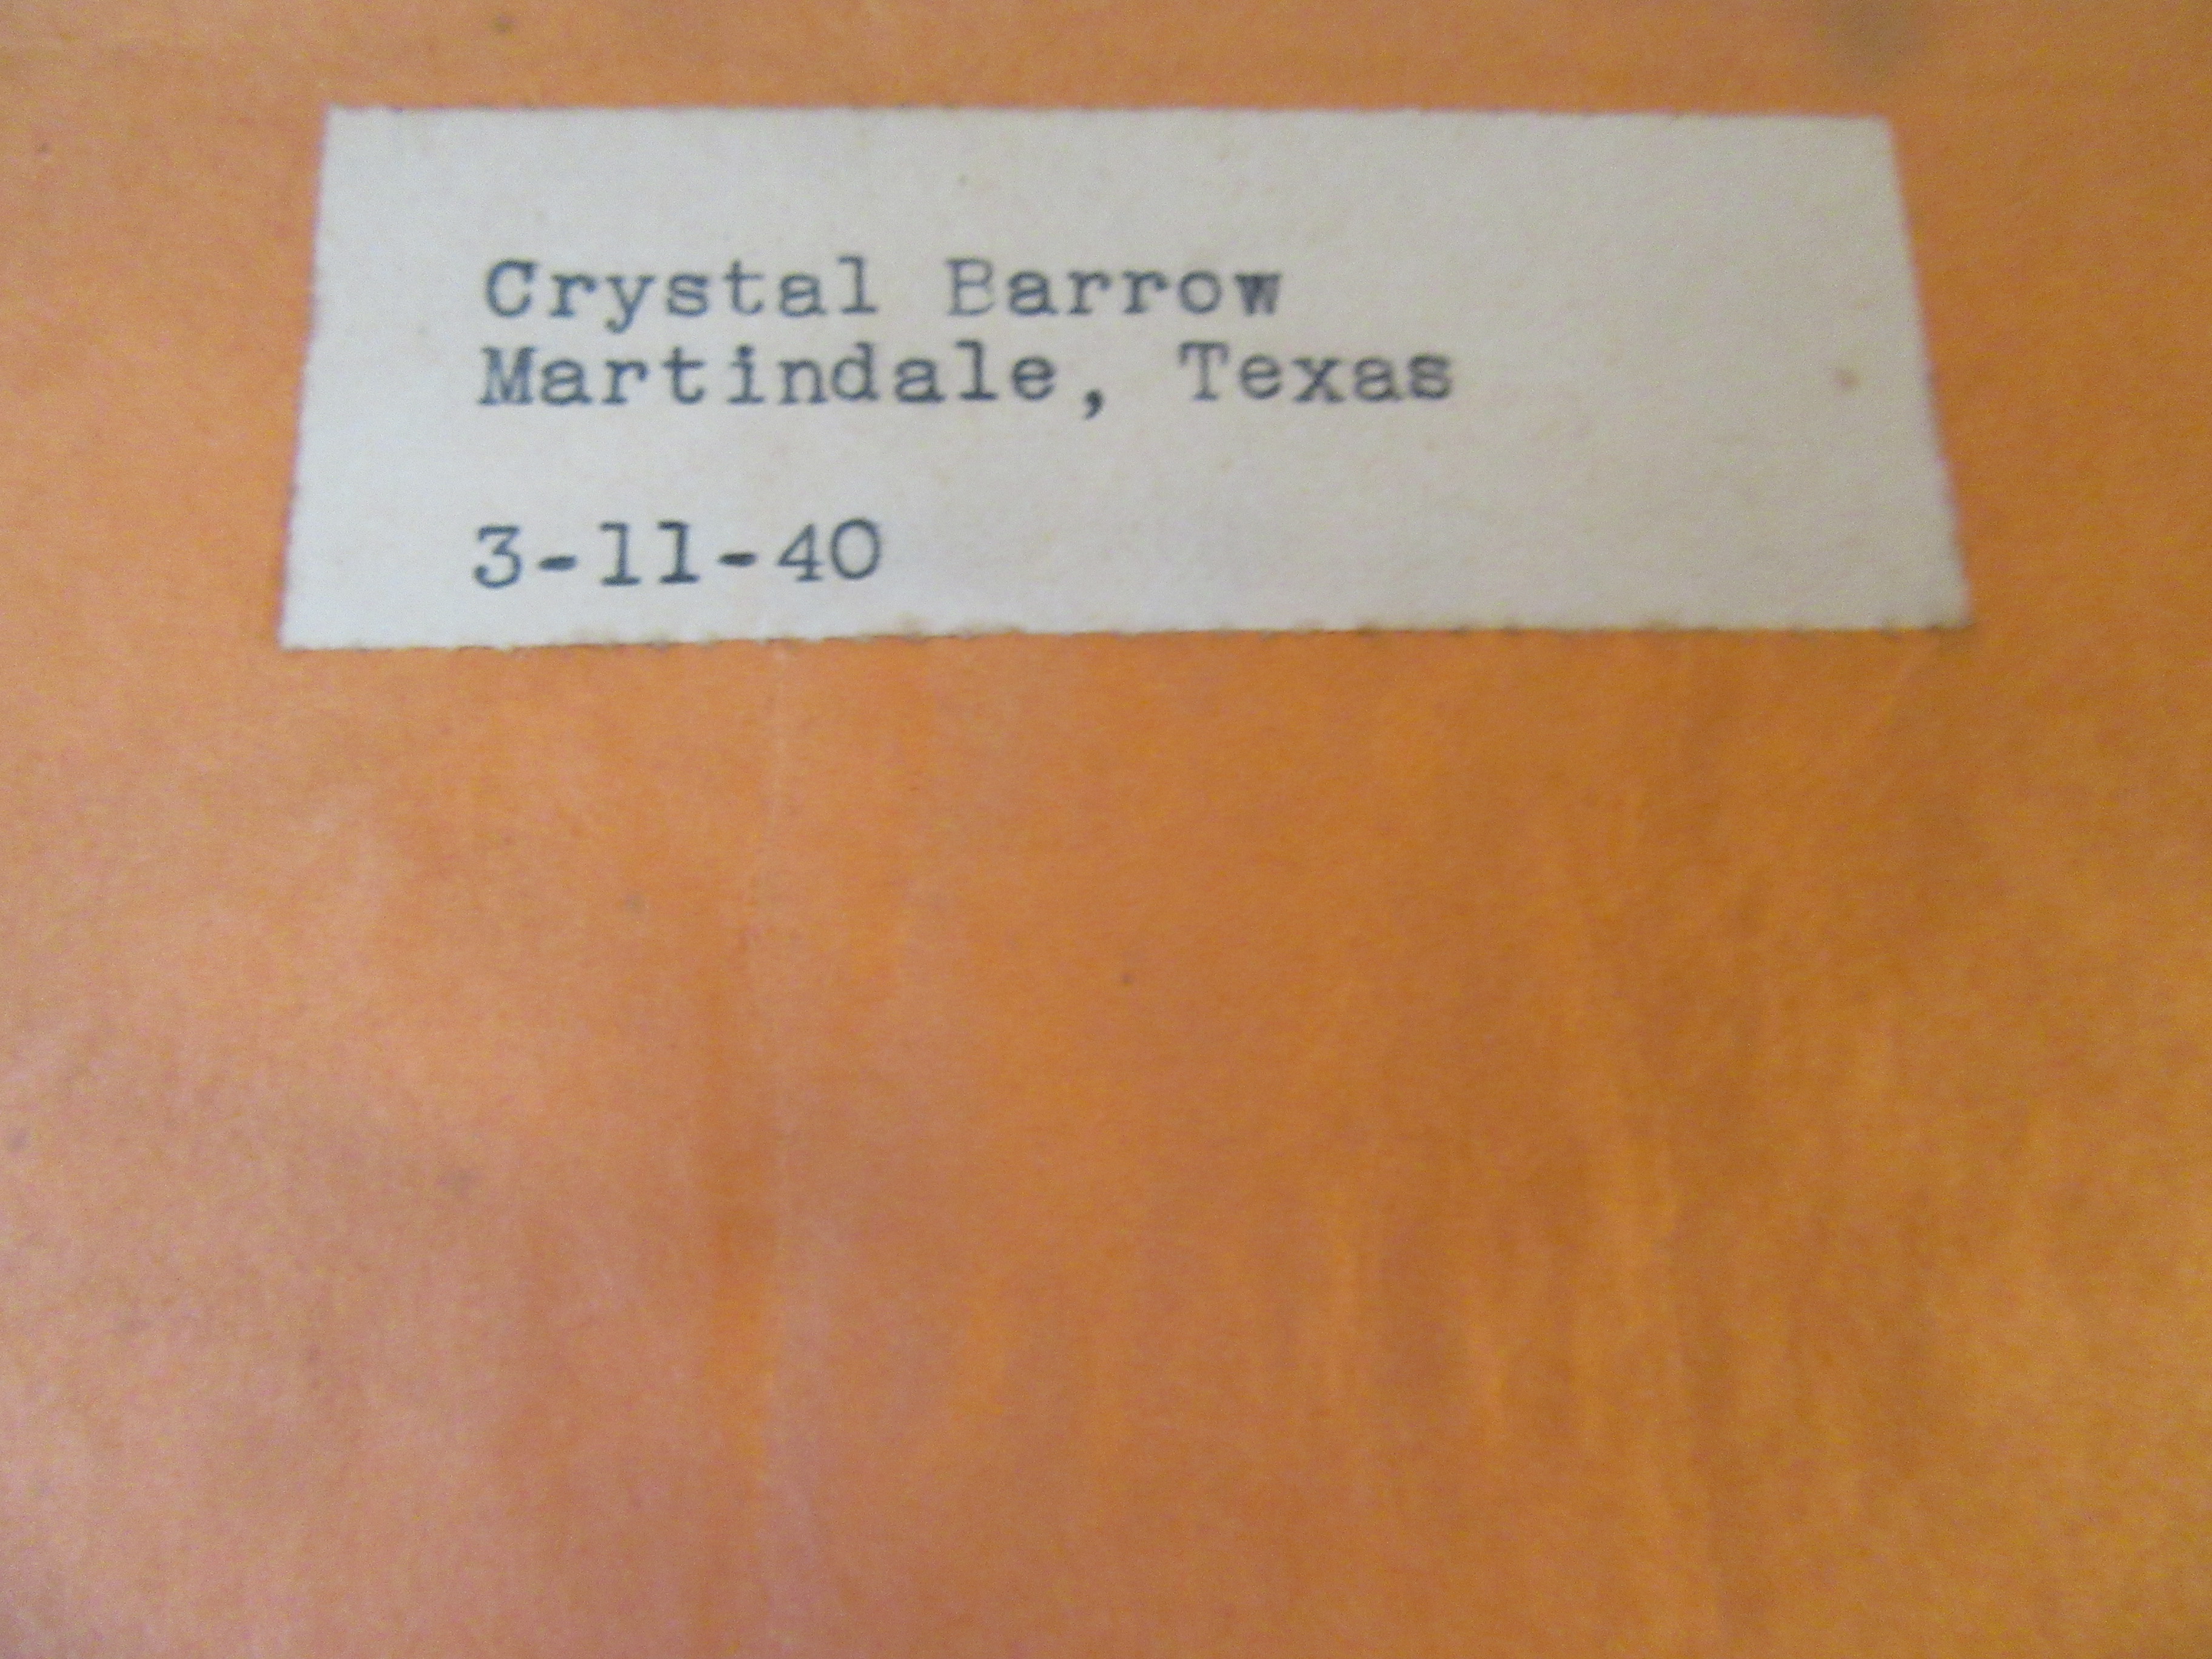 Crystal Barrow
Martindale, Texas
3-11-40